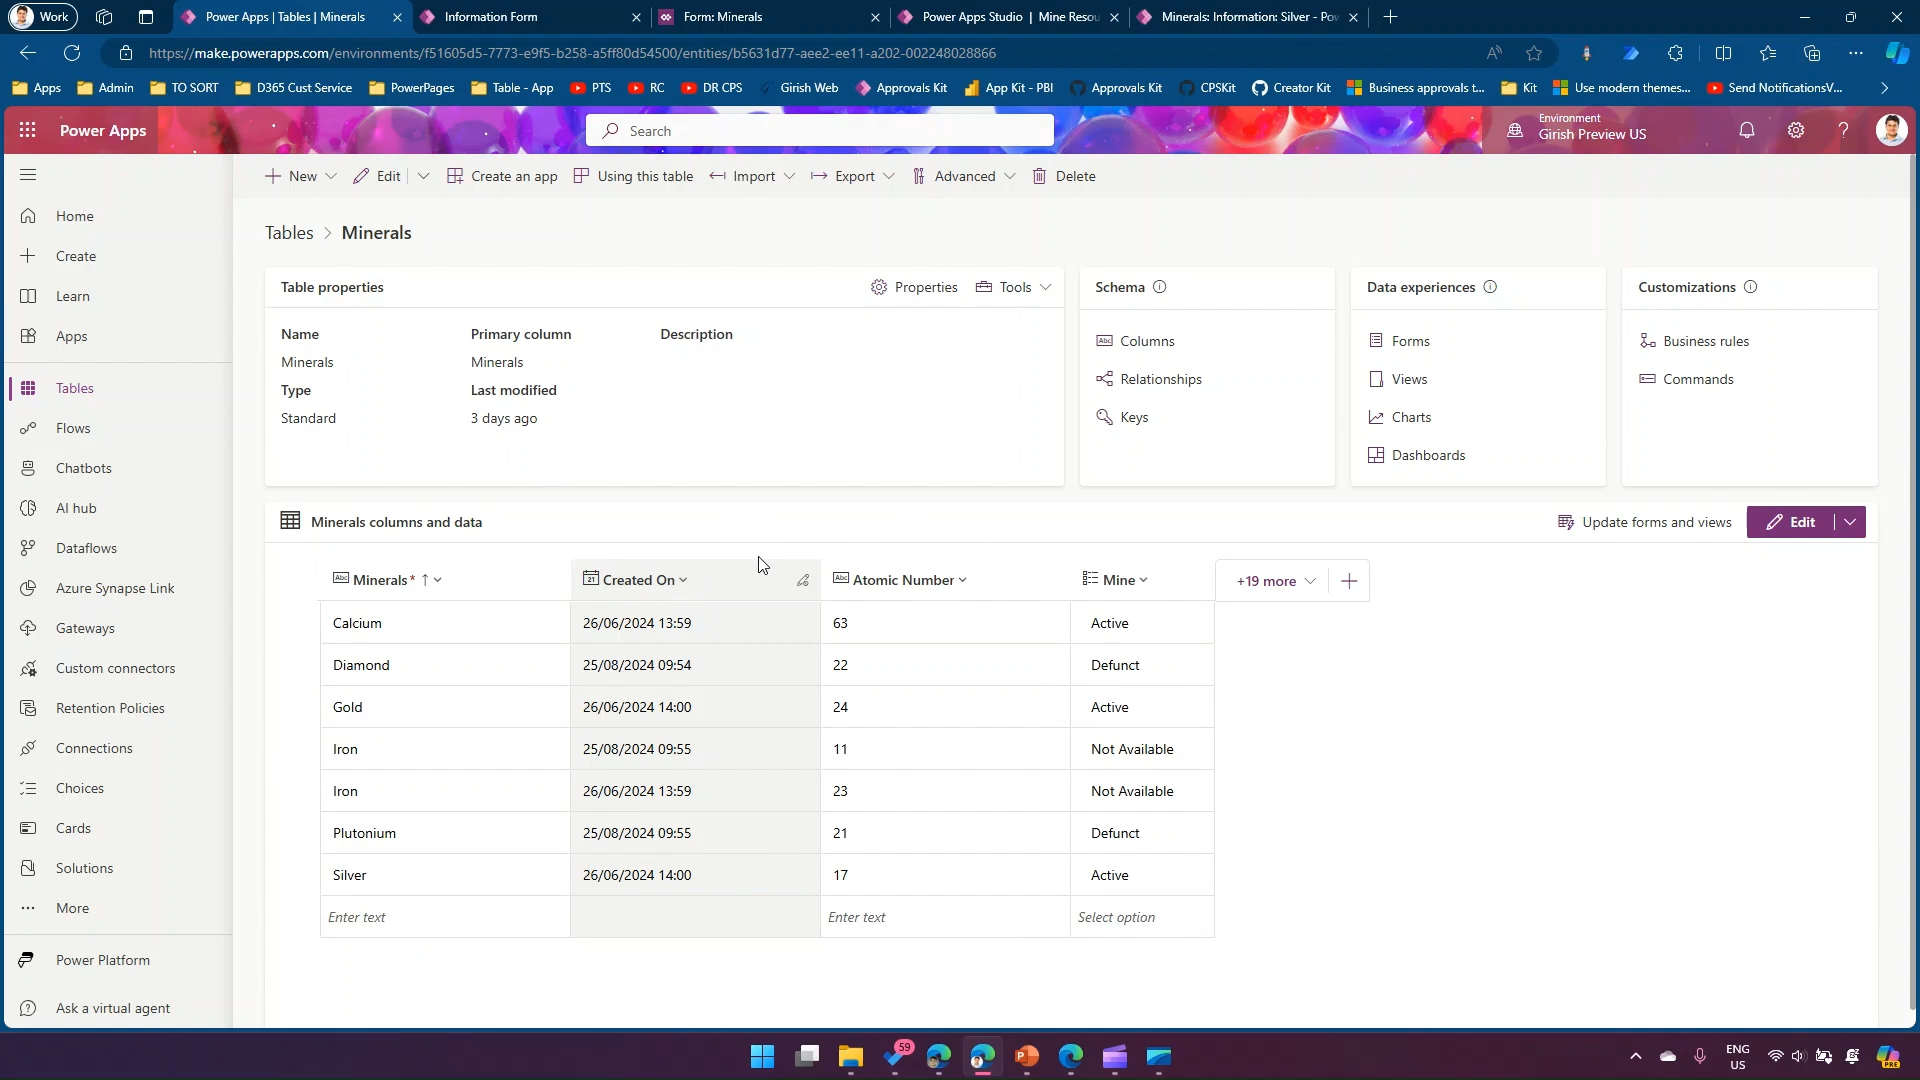 Work
Power Apps | Tables | Minerals
Information Form
Form: Minerals
Power Apps Studio | Mine Resou
Minerals: Information: Silver - Pow
https://make.powerapps.com/environments/f51605d5-7773-e9f5-b258-a5ff80d54500/entities/b5631d77-aee2-ee11-a202-002248028866
Apps
Admin
TO SORT
D365 Cust Service
PowerPages
Table - App
PTS
RC
DR CPS
Girish Web
Approvals Kit
App Kit - PBI
Approvals Kit
CPSKit
Creator Kit
Business approvals t...
Kit
Use modern themes...
Send NotificationsV...
Power Apps
Search
Environment
Girish Preview US
New
Edit
Create an app
Using this table
Import
Export
Advanced
Delete
Home
Create
Learn
Apps
Tables
Flows
Chatbots
AI hub
Dataflows
Azure Synapse Link
Gateways
Custom connectors
Retention Policies
Connections
Choices
Cards
Solutions
More
Power Platform
Ask a virtual agent
Tables > Minerals
Table properties
Properties
Tools
Name
Minerals
Type
Standard
Primary column
Minerals
Last modified
3 days ago
Description
Schema
Columns
Relationships
Keys
Data experiences
Forms
Views
Charts
Dashboards
Customizations
Business rules
Commands
Minerals columns and data
Update forms and views
Edit
Minerals* Created On Atomic Number Mine +19 more
Calcium 26/06/2024 13:59 63 Active
Diamond 25/08/2024 09:54 22 Defunct
Gold 26/06/2024 14:00 24 Active
Iron 25/08/2024 09:55 11 Not Available
Iron 26/06/2024 13:59 23 Not Available
Plutonium 25/08/2024 09:55 21 Defunct
Silver 26/06/2024 14:00 17 Active
Enter text Enter text Select option
59
ENG
US
PRE